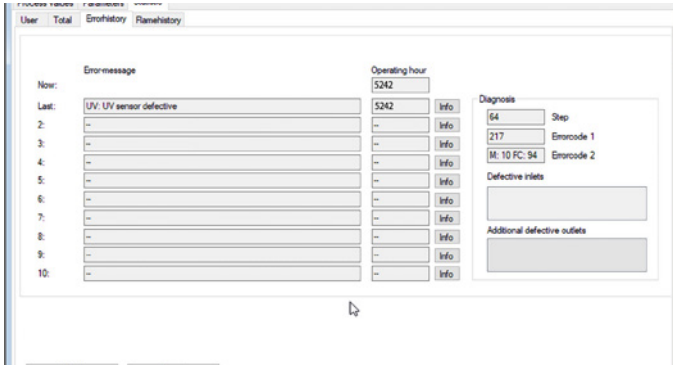 Process values Parameters Statistics
User Total Errorhistory Flamehistory
Error-message Operating hour
Now: 5242
Last: UV: UV sensor defective 5242 Info
2: -- -- Info
3: -- -- Info
4: -- -- Info
5: -- -- Info
6: -- -- Info
7: -- -- Info
8: -- -- Info
9: -- -- Info
10: -- -- Info
Diagnosis
64 Step
217 Errorcode 1
M: 10 FC: 94 Errorcode 2
Defective inlets
Additional defective outlets